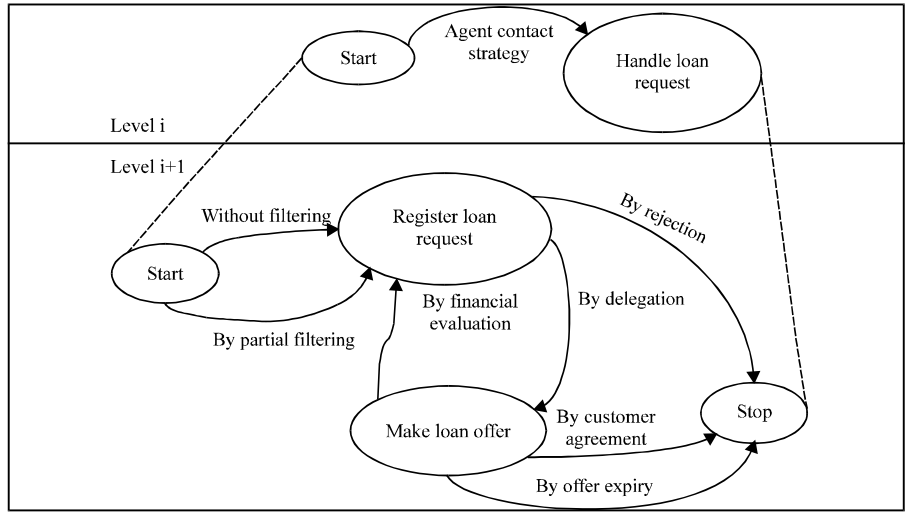 Agent contact
strategy
Start
Handle loan
request
Level i
Level i+1
Without filtering
Register loan
request
By rejection
Start
By partial filtering
By financial
evaluation
By delegation
Make loan offer
By customer
agreement
Stop
By offer expiry